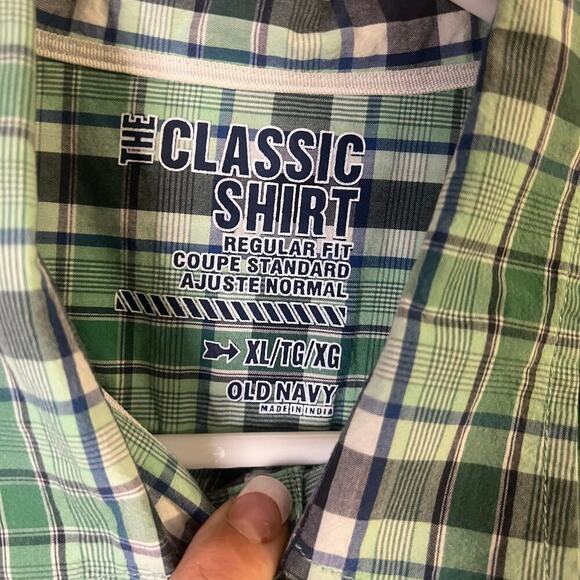 THE CLASSIC
SHIRT
REGULAR FIT
COUPE STANDARD
AJUSTE NORMAL
XL/TG/XG
OLD NAVY
MADE IN INDIA